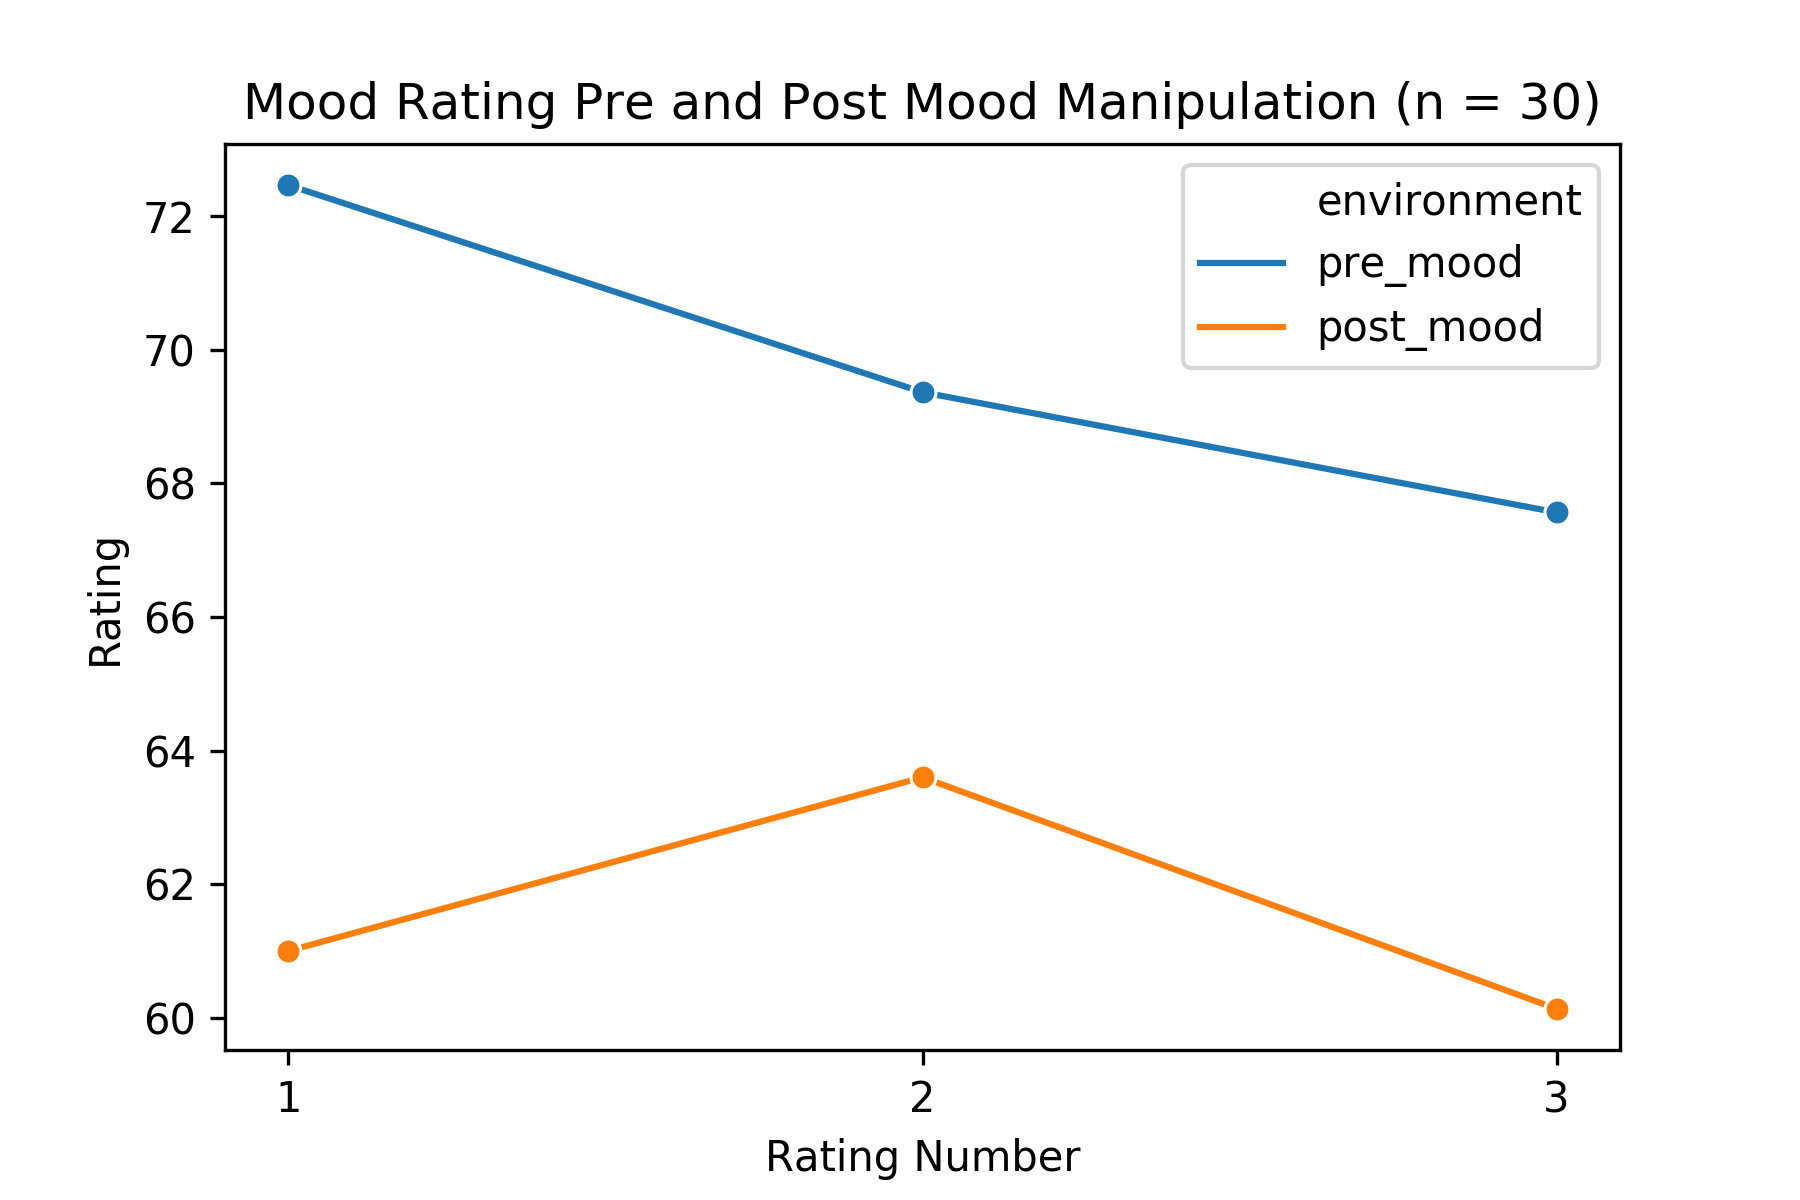 Mood Rating Pre and Post Mood Manipulation (n = 30)
environment
pre_mood
post_mood
72
70
68
66
64
62
60
Rating
1 2 3
Rating Number